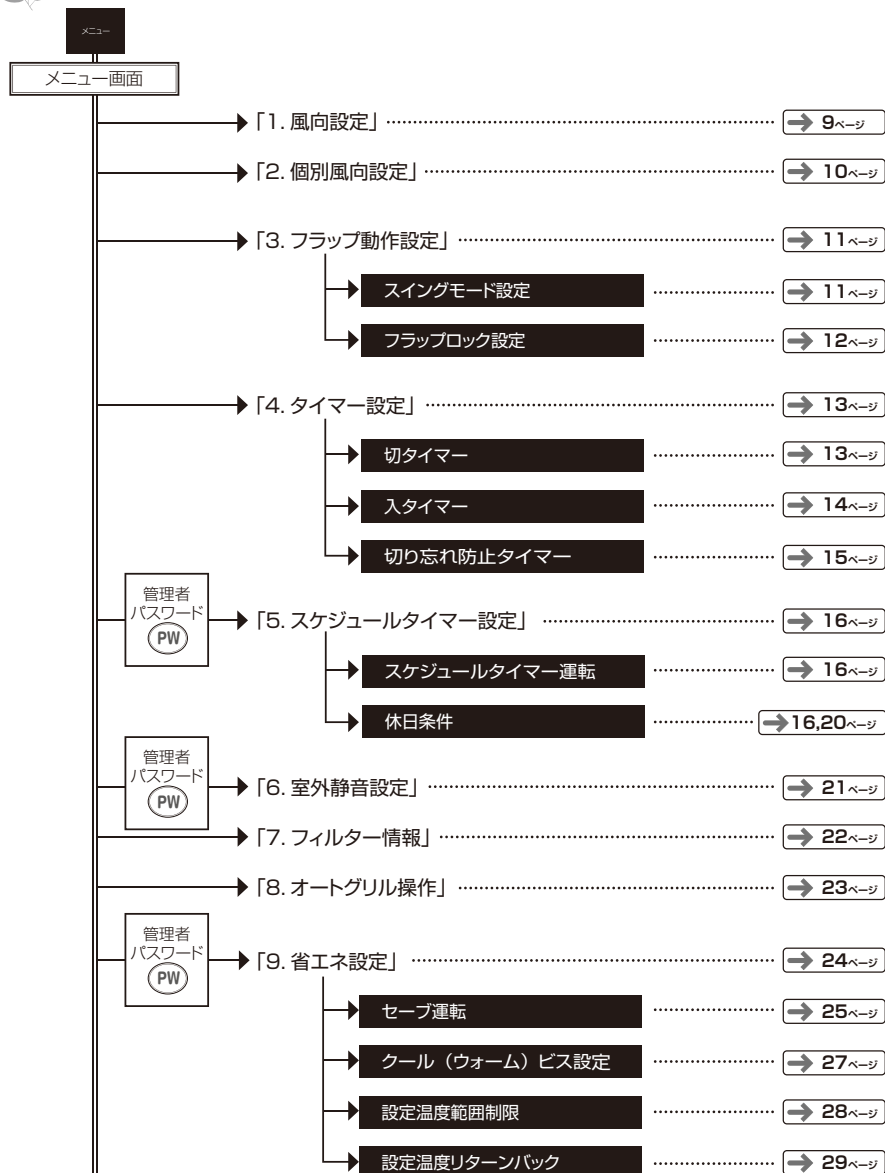 メニュー
メニュー画面
「1. 風向設定」 ➔ 9ページ
「2. 個別風向設定」 ➔ 10ページ
「3. フラップ動作設定」 ➔ 11ページ
スイングモード設定 ➔ 11ページ
フラップロック設定 ➔ 12ページ
「4. タイマー設定」 ➔ 13ページ
切タイマー ➔ 13ページ
入タイマー ➔ 14ページ
切り忘れ防止タイマー ➔ 15ページ
管理者
パスワード
PW
「5. スケジュールタイマー設定」 ➔ 16ページ
スケジュールタイマー運転 ➔ 16ページ
休日条件 ➔16,20ページ
管理者
パスワード
PW
「6. 室外静音設定」 ➔ 21ページ
「7. フィルター情報」 ➔ 22ページ
「8. オートグリル操作」 ➔ 23ページ
管理者
パスワード
PW
「9. 省エネ設定」 ➔ 24ページ
セーブ運転 ➔ 25ページ
クール（ウォーム）ビス設定 ➔ 27ページ
設定温度範囲制限 ➔ 28ページ
設定温度リターンバック ➔ 29ページ